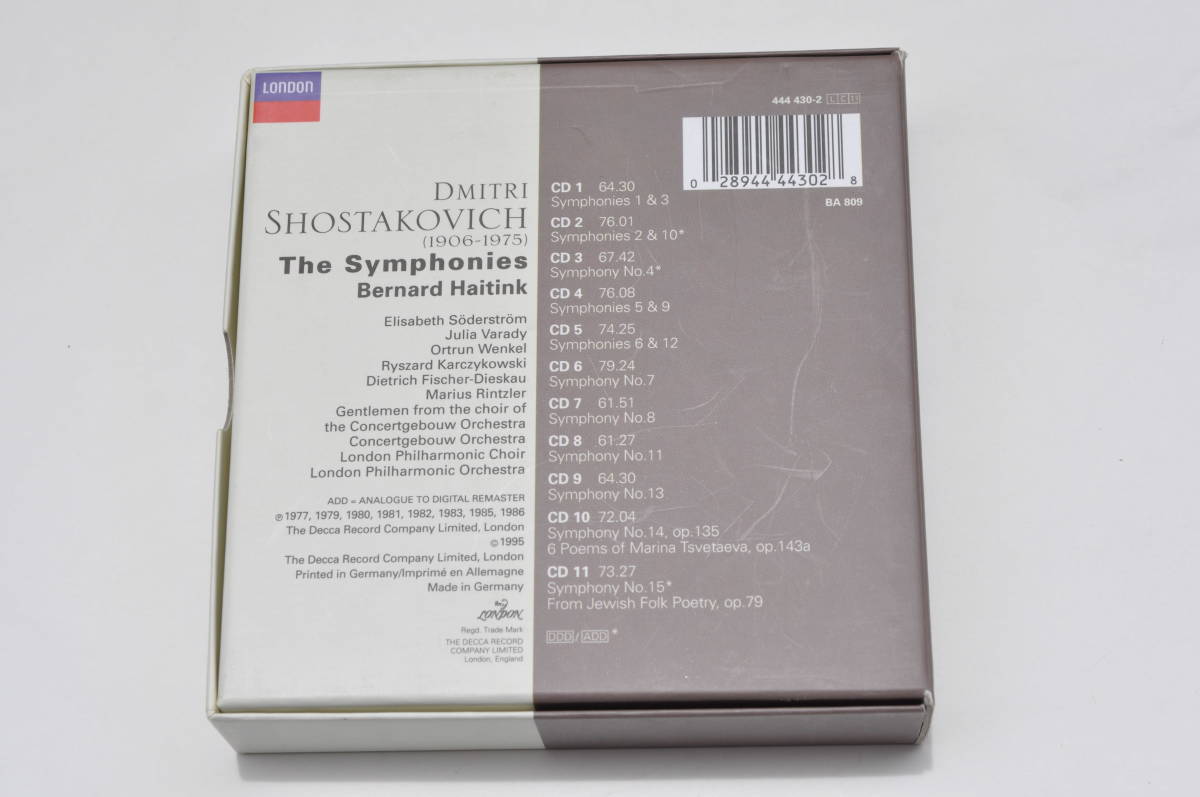 LONDON
DMITRI
SHOSTAKOVICH
(1906-1975)
The Symphonies
Bernard Haitink
Elisabeth Söderström
Julia Varady
Ortrun Wenkel
Ryszard Karczykowski
Dietrich Fischer-Dieskau
Marius Rintzler
Gentlemen from the choir of
the Concertgebouw Orchestra
Concertgebouw Orchestra
London Philharmonic Choir
London Philharmonic Orchestra
ADD = ANALOGUE TO DIGITAL REMASTER
℗ 1977, 1979, 1980, 1981, 1982, 1983, 1985, 1986
The Decca Record Company Limited, London
© 1995
The Decca Record Company Limited, London
Printed in Germany/Imprimé en Allemagne
Made in Germany
LONDON
Regd. Trade Mark
THE DECCA RECORD
COMPANY LIMITED
London, England
444 430-2 LC
0 28944 44302 8
BA 809
CD 1 64.30
Symphonies 1 & 3
CD 2 76.01
Symphonies 2 & 10*
CD 3 67.42
Symphony No.4*
CD 4 76.08
Symphonies 5 & 9
CD 5 74.25
Symphonies 6 & 12
CD 6 79.24
Symphony No.7
CD 7 61.51
Symphony No.8
CD 8 61.27
Symphony No.11
CD 9 64.30
Symphony No.13
CD 10 72.04
Symphony No.14, op.135
6 Poems of Marina Tsvetaeva, op.143a
CD 11 73.27
Symphony No.15*
From Jewish Folk Poetry, op.79
DDD / ADD *